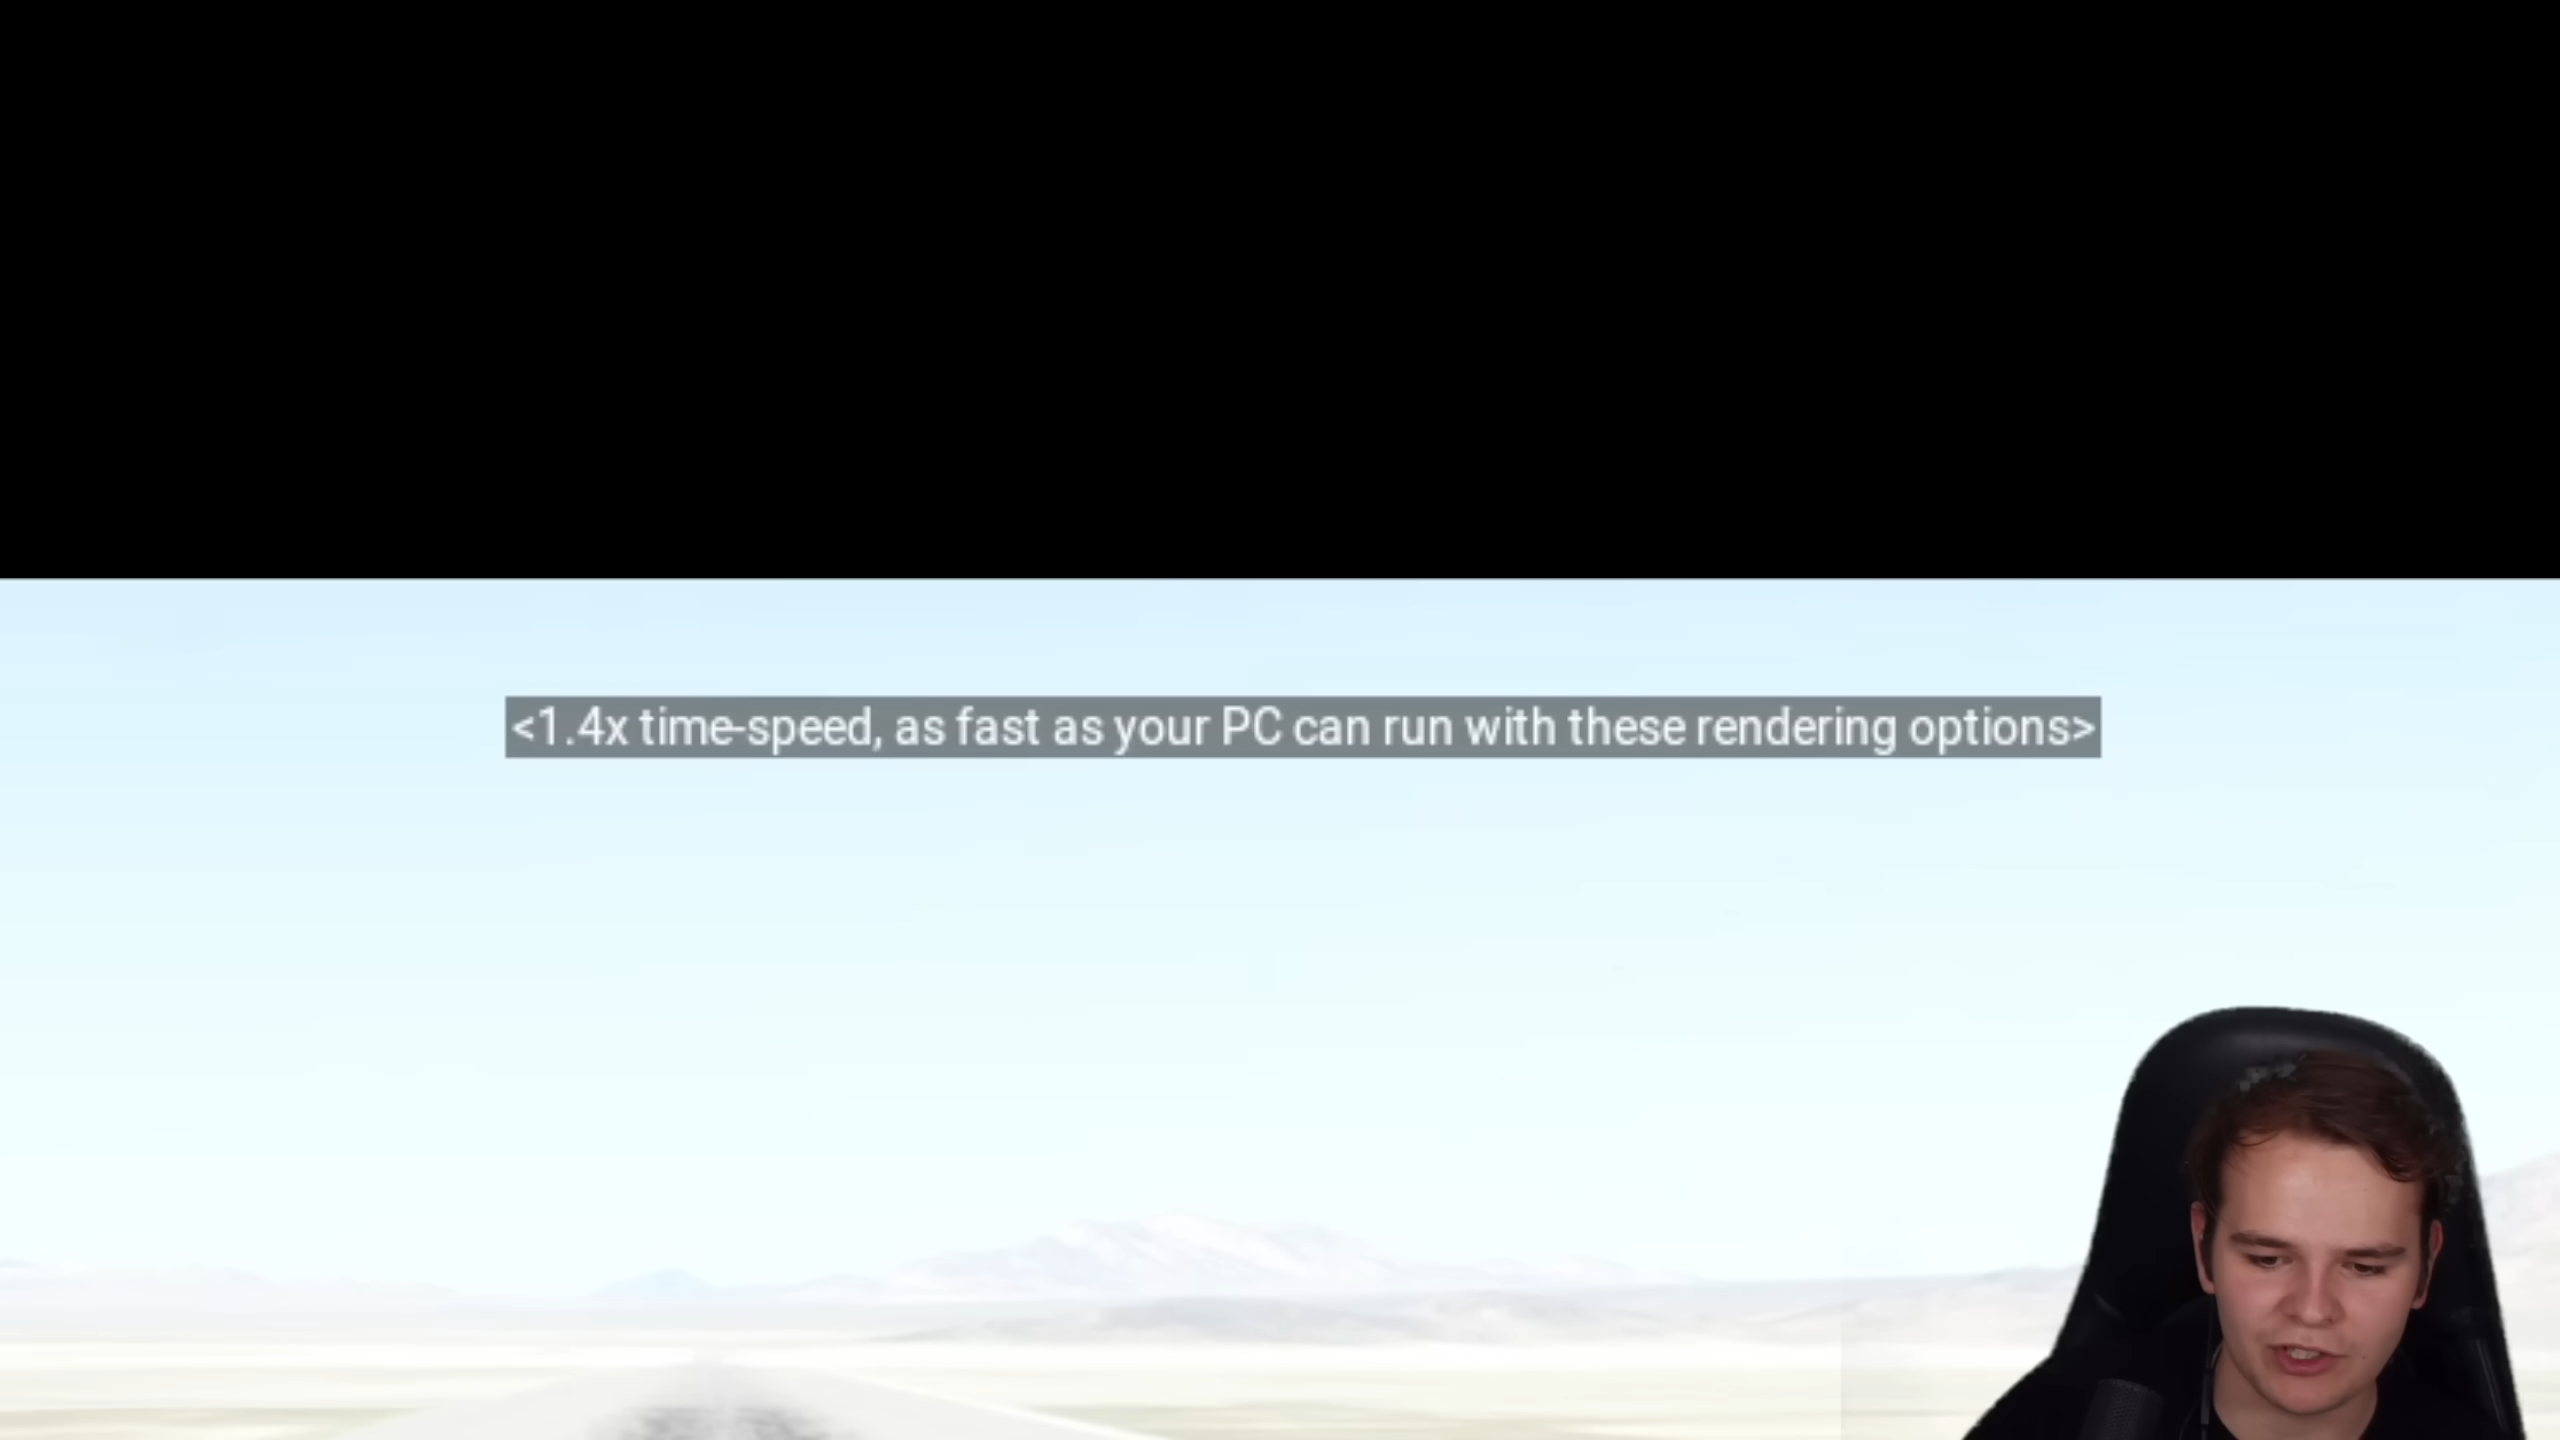 <1.4x time-speed, as fast as your PC can run with these rendering options>